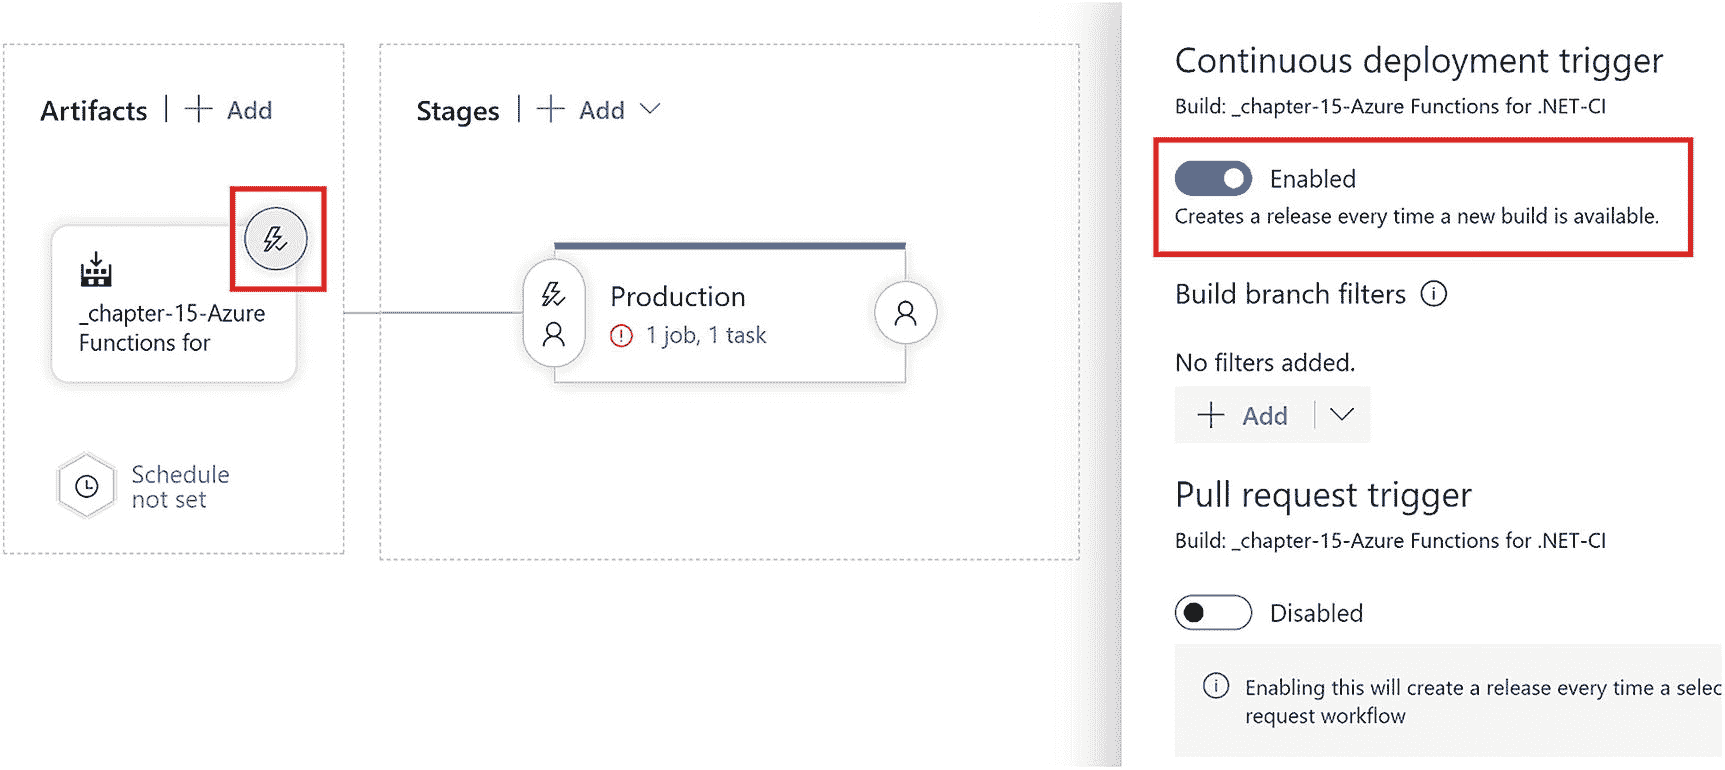 Artifacts | + Add
Stages | + Add
_chapter-15-Azure
Functions for
Schedule
not set
Production
1 job, 1 task
Continuous deployment trigger
Build: _chapter-15-Azure Functions for .NET-CI
Enabled
Creates a release every time a new build is available.
Build branch filters
No filters added.
+ Add
Pull request trigger
Build: _chapter-15-Azure Functions for .NET-CI
Disabled
Enabling this will create a release every time a selec
request workflow